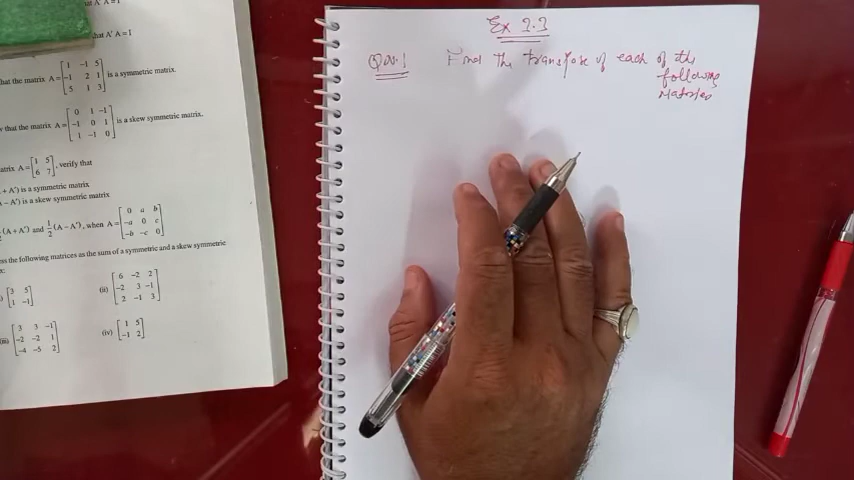 that A' A = I
that the matrix A = [1 -1 5; -1 2 1; 5 1 3] is a symmetric matrix.
that the matrix A = [0 1 -1; -1 0 1; 1 -1 0] is a skew symmetric matrix.
matrix A = [1 5; 6 7], verify that
+ A') is a symmetric matrix
− A') is a skew symmetric matrix
(A+A') and 1/2 (A−A'), when A = [0 a b; -a 0 c; -b -c 0]
the following matrices as the sum of a symmetric and a skew symmetric
[3 5; 1 -1] (ii) [6 -2 2; -2 3 -1; 2 -1 3]
(iii) [3 3 -1; -2 -2 1; -4 -5 2] (iv) [1 5; -1 2]
Ex 3.3
QN.1 Find the transpose of each of the
following
matrices